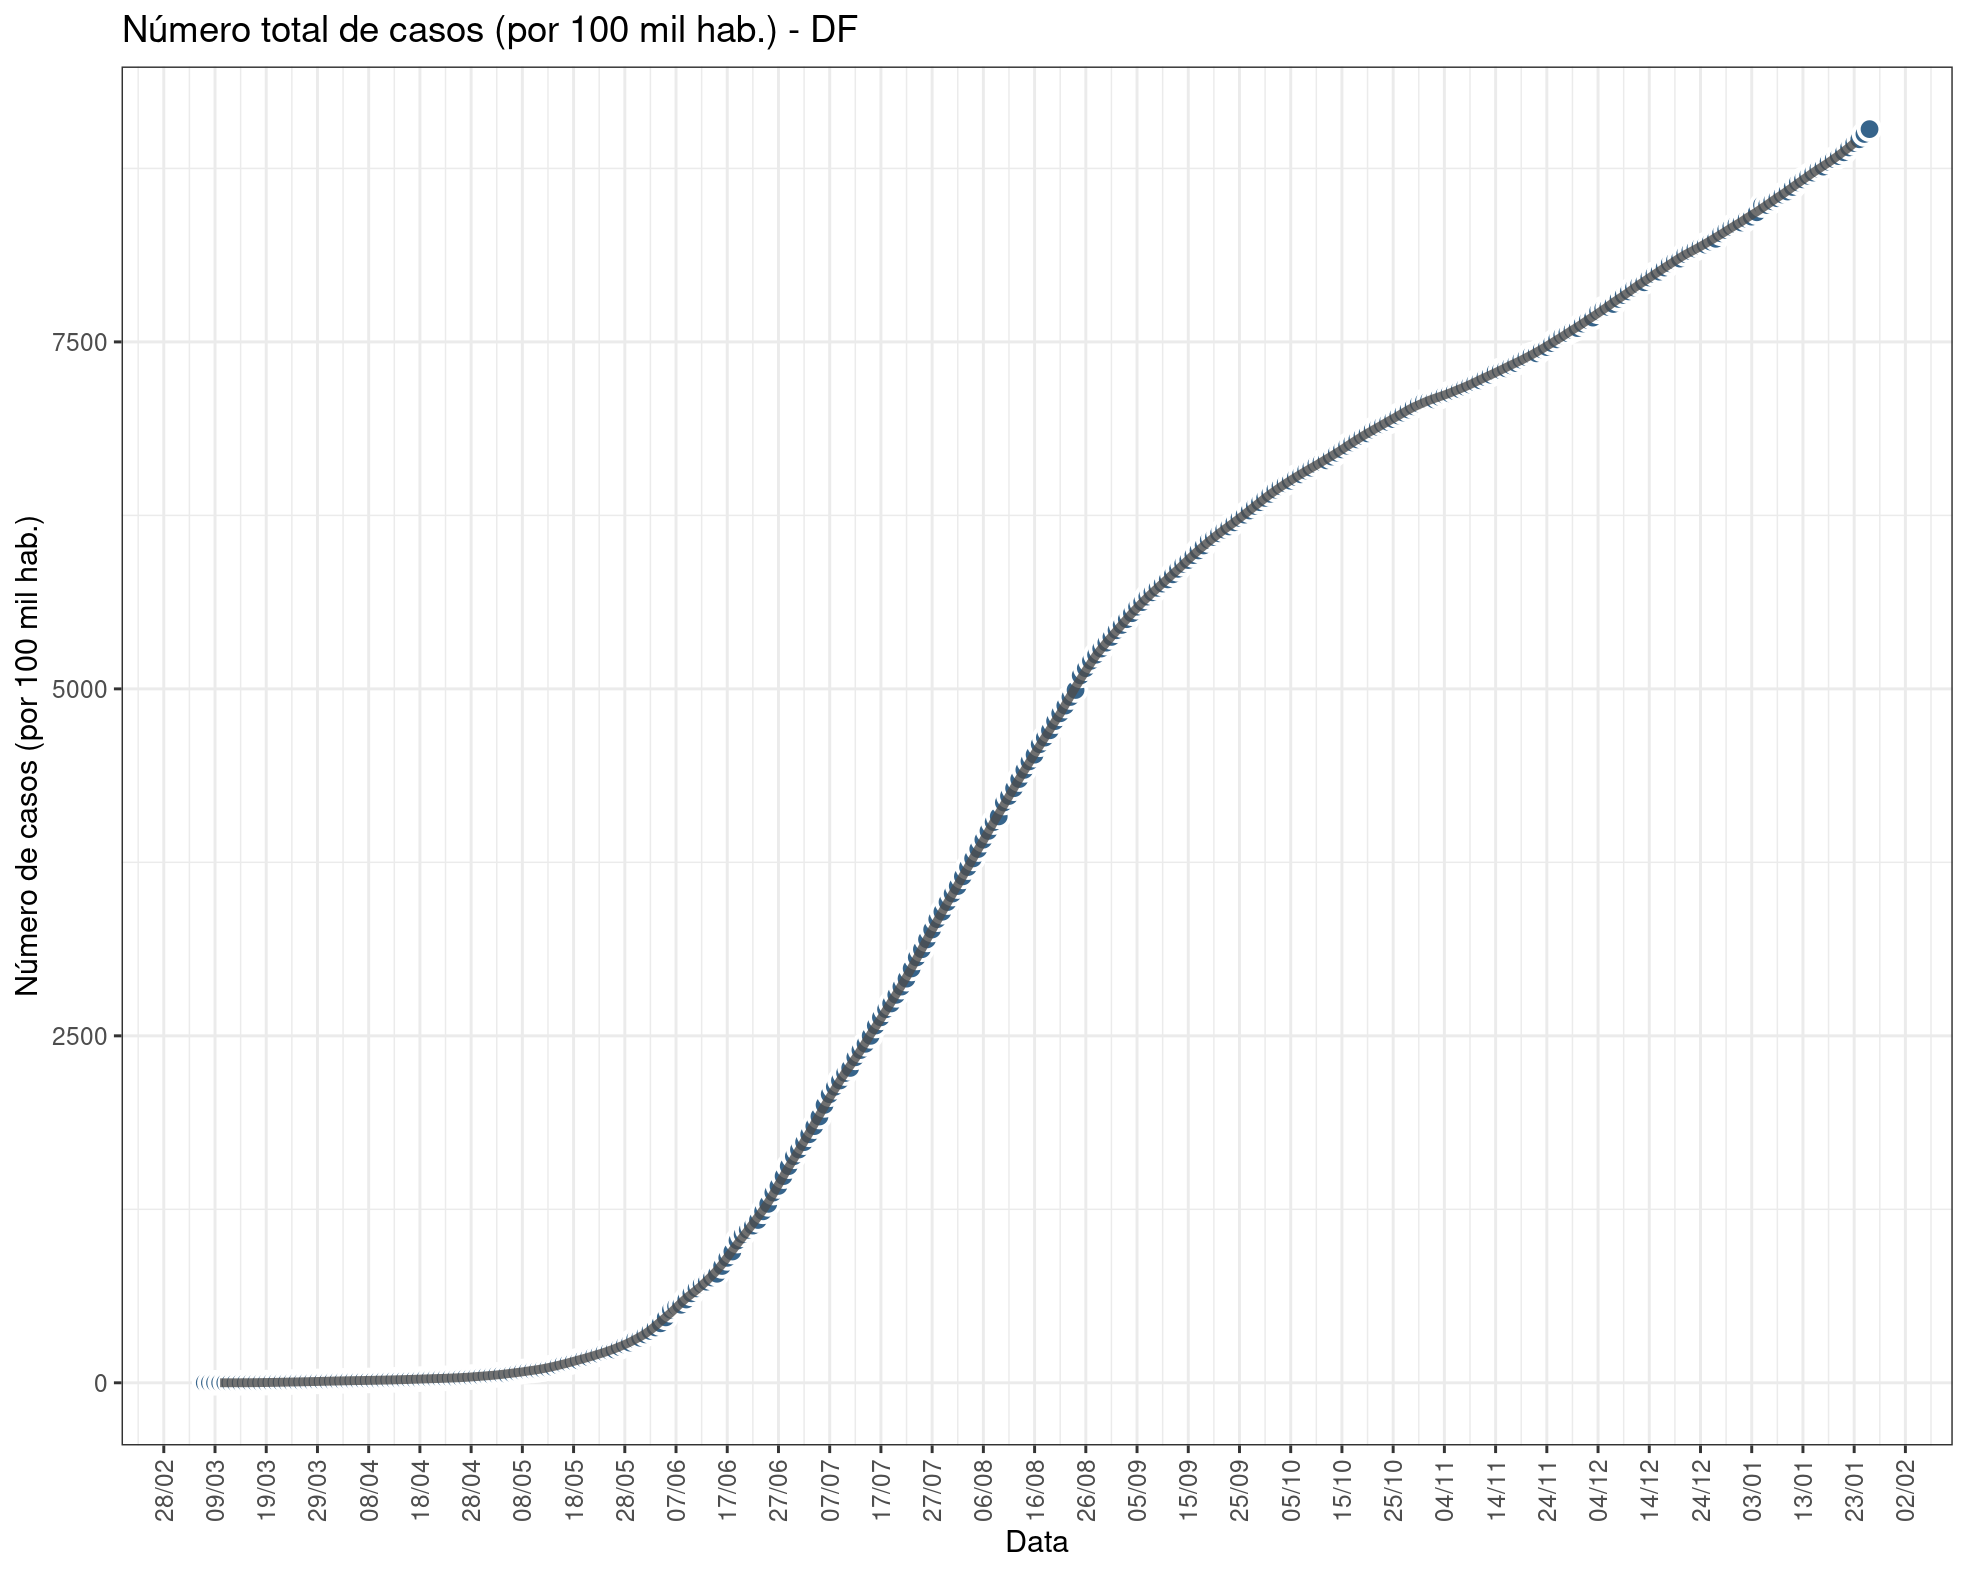 Número total de casos (por 100 mil hab.) - DF
Número de casos (por 100 mil hab.)
7500
5000
2500
0
28/02 09/03 19/03 29/03 08/04 18/04 28/04 08/05 18/05 28/05 07/06 17/06 27/06 07/07 17/07 27/07 06/08 16/08 26/08 05/09 15/09 25/09 05/10 15/10 25/10 04/11 14/11 24/11 04/12 14/12 24/12 03/01 13/01 23/01 02/02
Data